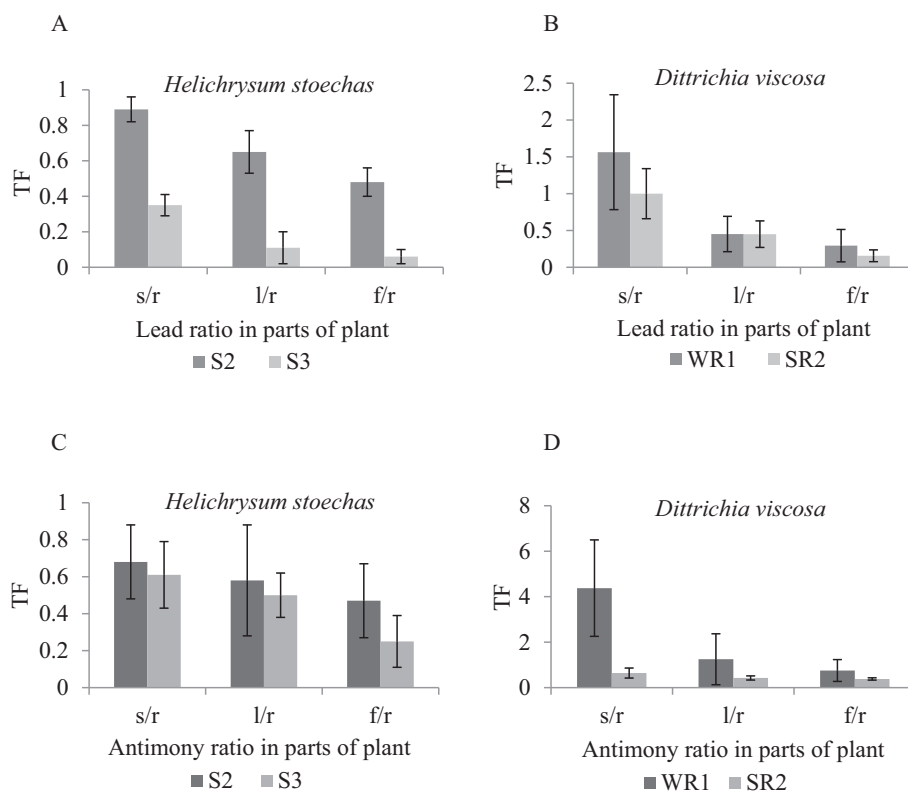 A
Helichrysum stoechas
1
0.8
0.6
0.4
0.2
0
TF
s/r l/r f/r
Lead ratio in parts of plant
S2 S3
B
Dittrichia viscosa
2.5
2
1.5
1
0.5
0
TF
s/r l/r f/r
Lead ratio in parts of plant
WR1 SR2
C
Helichrysum stoechas
1
0.8
0.6
0.4
0.2
0
TF
s/r l/r f/r
Antimony ratio in parts of plant
S2 S3
D
Dittrichia viscosa
8
6
4
2
0
TF
s/r l/r f/r
Antimony ratio in parts of plant
WR1 SR2